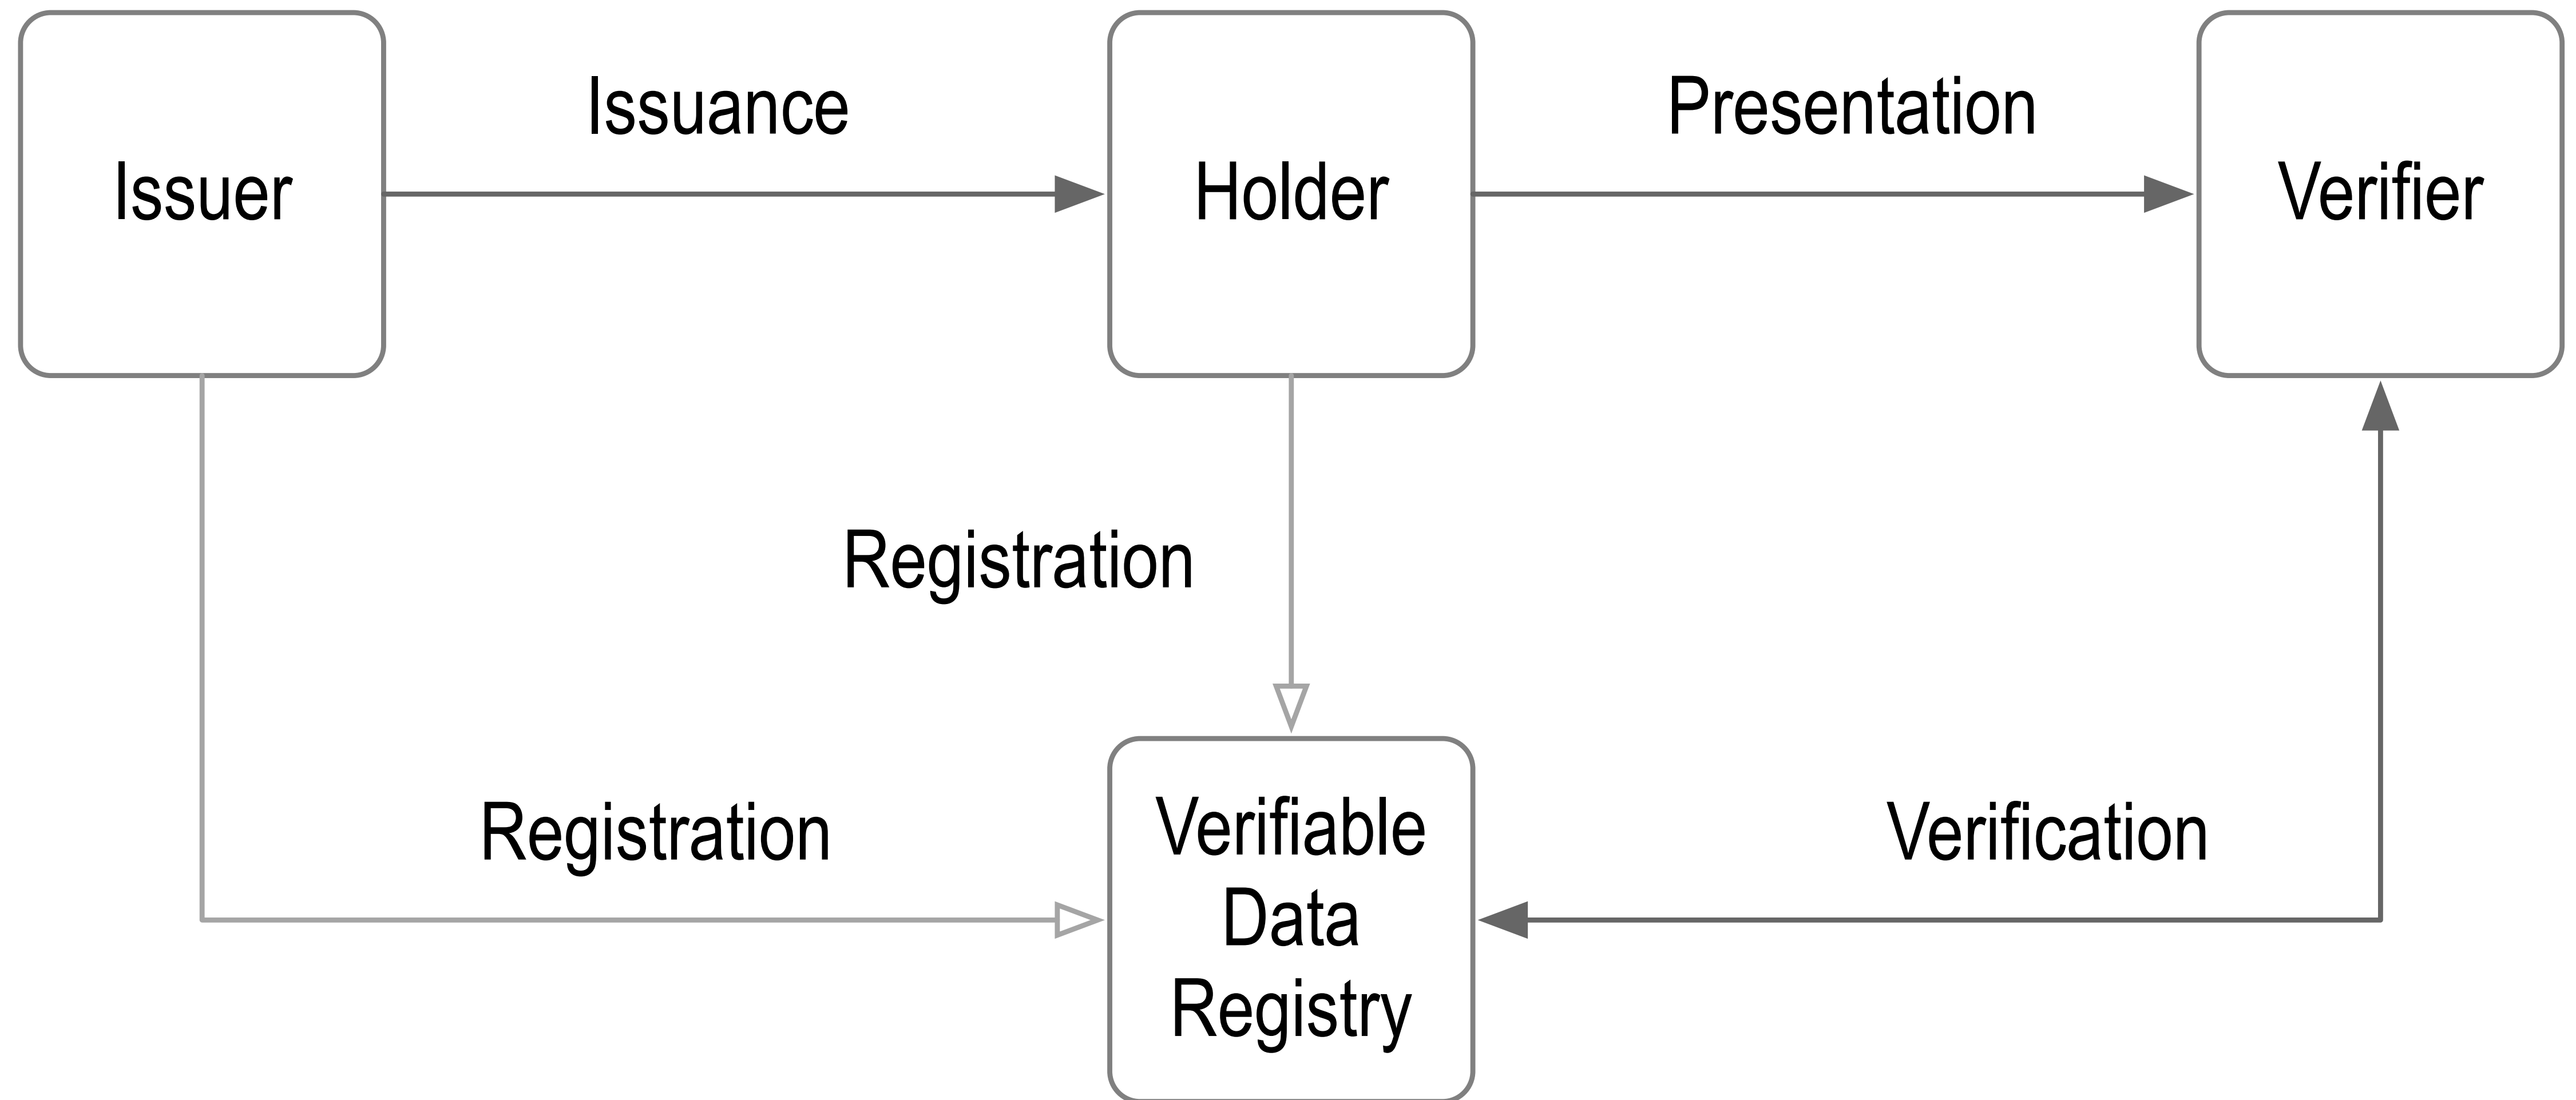 Issuance
Presentation
Issuer
Holder
Verifier
Registration
Registration
Verifiable
Data
Registry
Verification